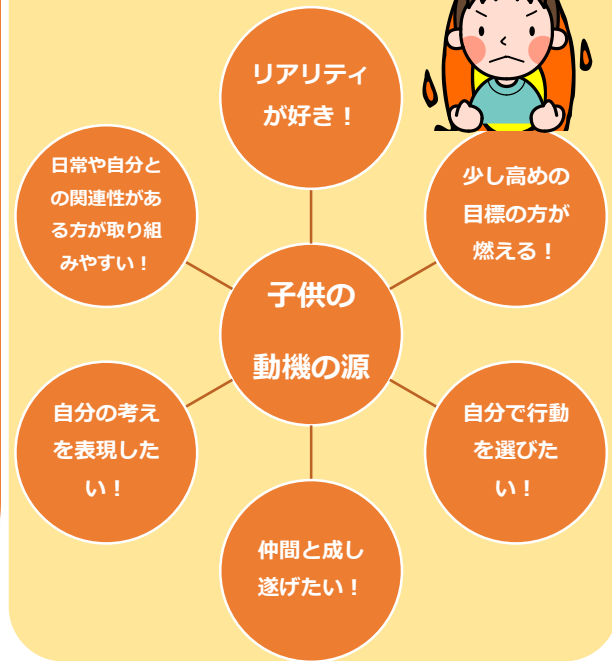 リアリティ
が好き！
少し高めの
目標の方が
燃える！
自分で行動
を選びた
い！
仲間と成し
遂げたい！
自分の考え
を表現した
い！
日常や自分と
の関連性があ
る方が取り組
みやすい！
子供の
動機の源